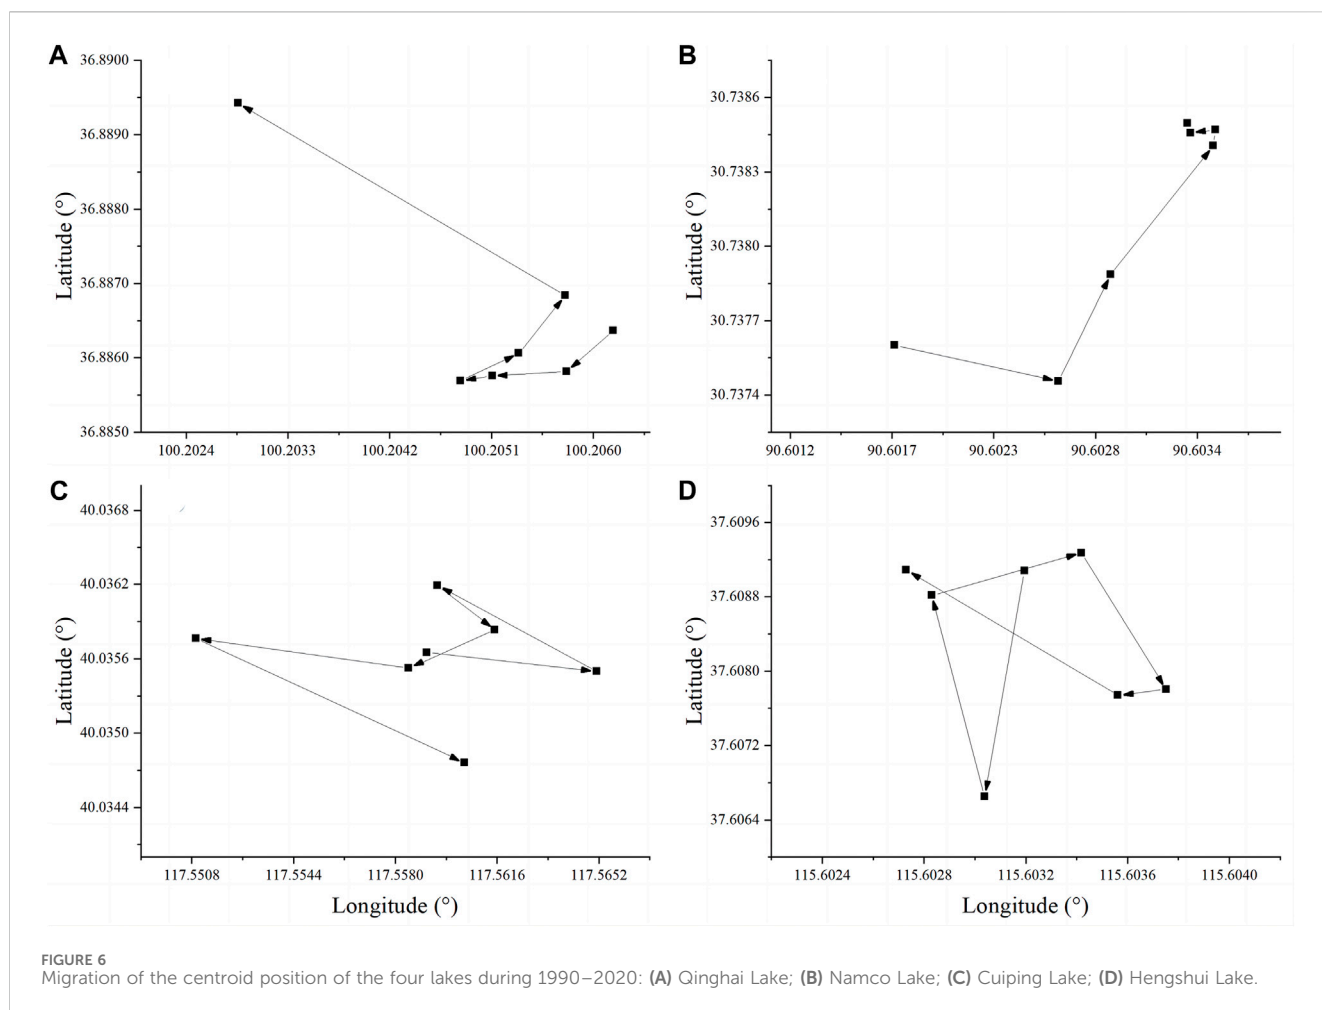 A
36.8900
36.8890
36.8880
36.8870
36.8860
36.8850
Latitude (°)
100.2024 100.2033 100.2042 100.2051 100.2060
B
30.7386
30.7383
30.7380
30.7377
30.7374
Latitude (°)
90.6012 90.6017 90.6023 90.6028 90.6034
C
40.0368
40.0362
40.0356
40.0350
40.0344
Latitude (°)
117.5508 117.5544 117.5580 117.5616 117.5652
Longitude (°)
D
37.6096
37.6088
37.6080
37.6072
37.6064
Latitude (°)
115.6024 115.6028 115.6032 115.6036 115.6040
Longitude (°)
FIGURE 6
Migration of the centroid position of the four lakes during 1990–2020: (A) Qinghai Lake; (B) Namco Lake; (C) Cuiping Lake; (D) Hengshui Lake.